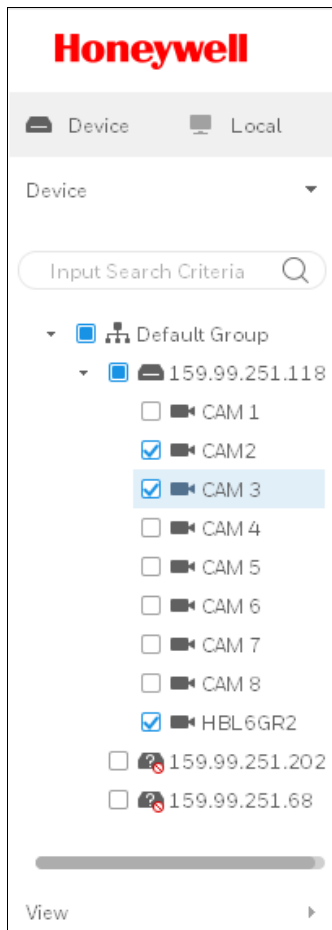 Honeywell
Device Local
Device
Input Search Criteria
Default Group
159.99.251.118
CAM 1
CAM2
CAM 3
CAM 4
CAM 5
CAM 6
CAM 7
CAM 8
HBL6GR2
159.99.251.202
159.99.251.68
View